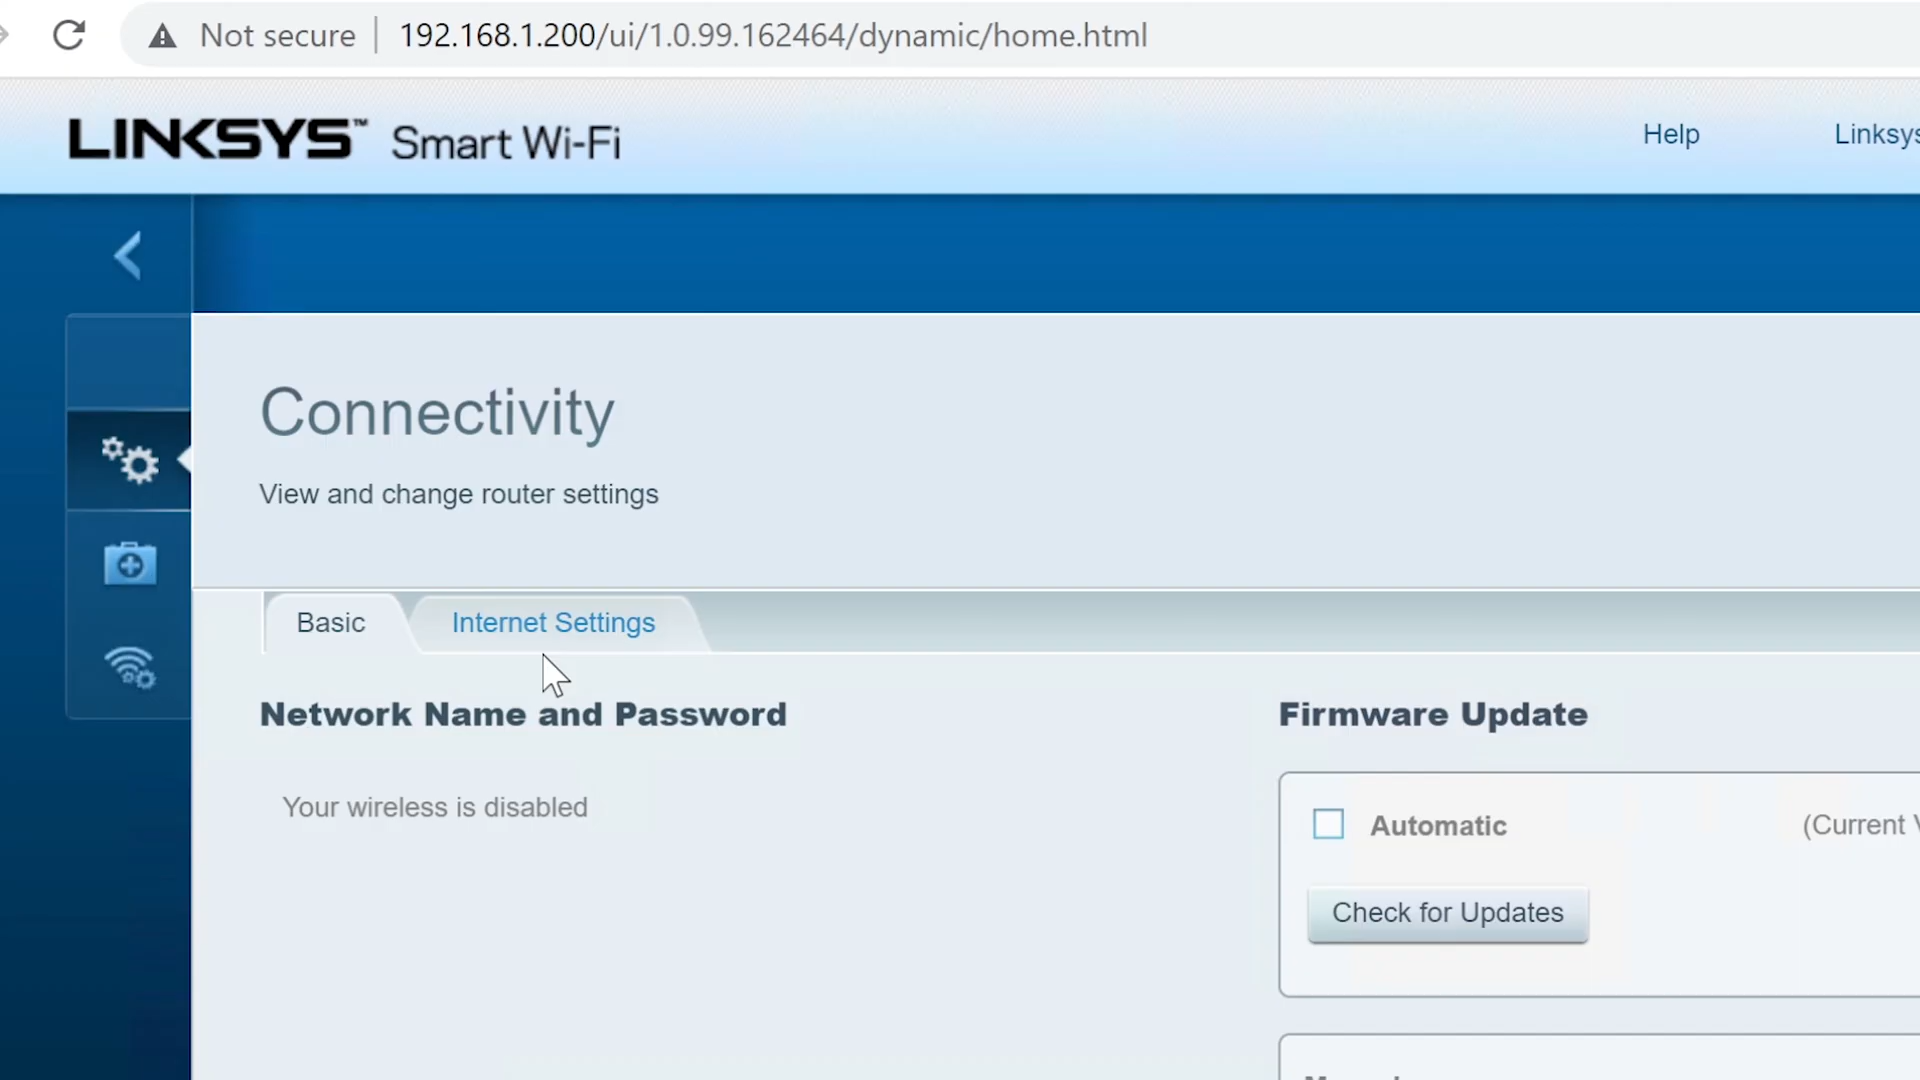 Not secure 192.168.1.200/ui/1.0.99.162464/dynamic/home.html
LINKSYS™ Smart Wi-Fi
Help
Linksys
Connectivity
View and change router settings
Basic
Internet Settings
Network Name and Password
Your wireless is disabled
Firmware Update
Automatic
(Current V
Check for Updates